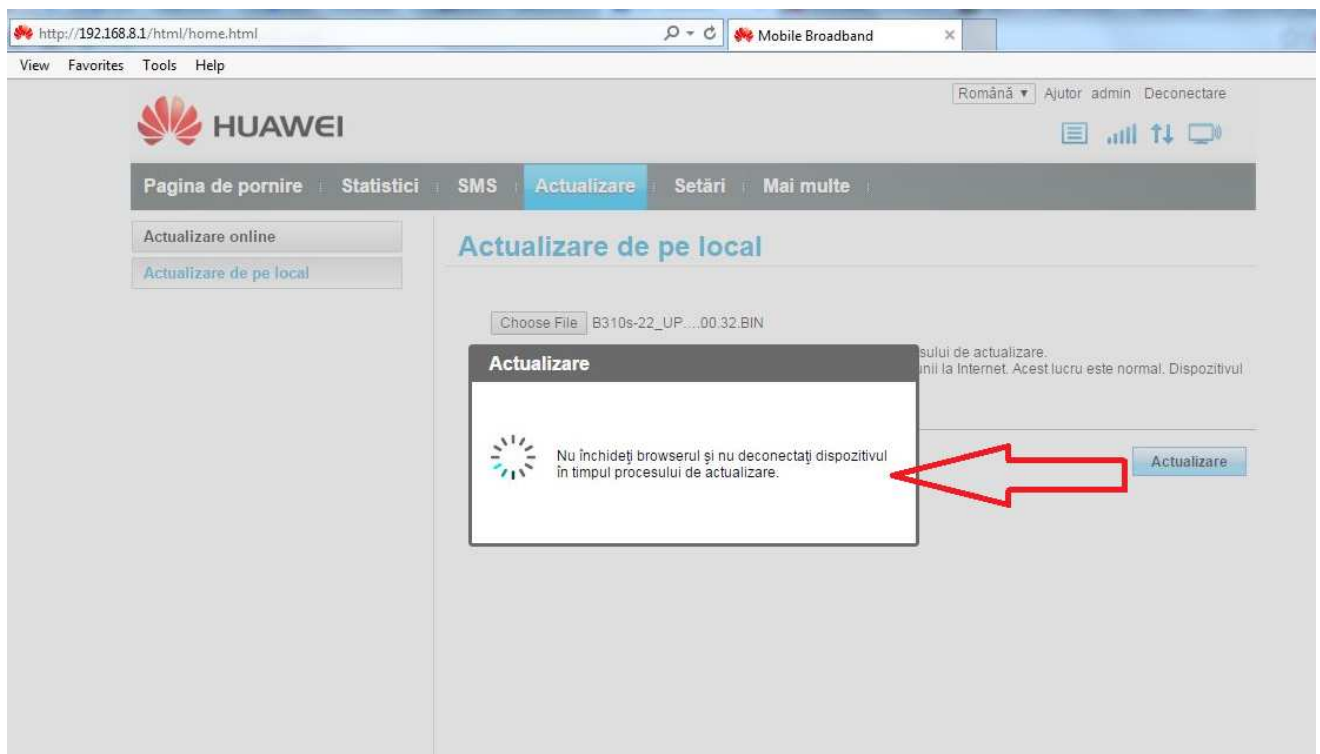 http://192.168.8.1/html/home.html
Mobile Broadband
View Favorites Tools Help
Română Ajutor admin Deconectare
HUAWEI
Pagina de pornire Statistici SMS Actualizare Setări Mai multe
Actualizare online
Actualizare de pe local
Actualizare de pe local
Choose File B310s-22_UP....00.32.BIN
sului de actualizare.
unii la Internet. Acest lucru este normal. Dispozitivul
Actualizare
Nu închideţi browserul şi nu deconectaţi dispozitivul
în timpul procesului de actualizare.
Actualizare